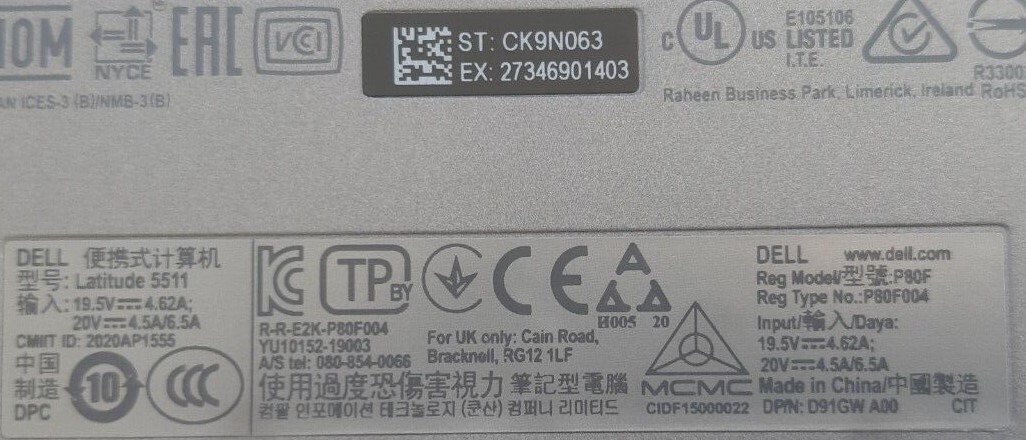 NOM
NYCE
EAC
VCCI
ST: CK9N063
EX: 27346901403
c UL US
E105106
LISTED
I.T.E.
R3300
AN ICES-3 (B)/NMB-3(B)
Raheen Business Park, Limerick, Ireland RoHS
DELL 便携式计算机
型号: Latitude 5511
输入: 19.5V⎓4.62A;
20V⎓4.5A/6.5A
CMIIT ID: 2020AP1555
中国
制造
DPC
10
CCC
KC
TP BY
R-R-E2K-P80F004
YU10152-19003
A/S tel: 080-854-0066
使用過度恐傷害視力 筆記型電腦
컴팔 인포메이션 테크놀로지 (쿤산) 컴퍼니 리미티드
CE
For UK only: Cain Road,
Bracknell, RG12 1LF
H005 20
MCMC
CIDF15000022
DELL www.dell.com
Reg Model/型號:P80F
Reg Type No.:P80F004
Input/輸入/Daya:
19.5V⎓4.62A;
20V⎓4.5A/6.5A
Made in China/中國製造
DP/N: D91GW A00 CIT